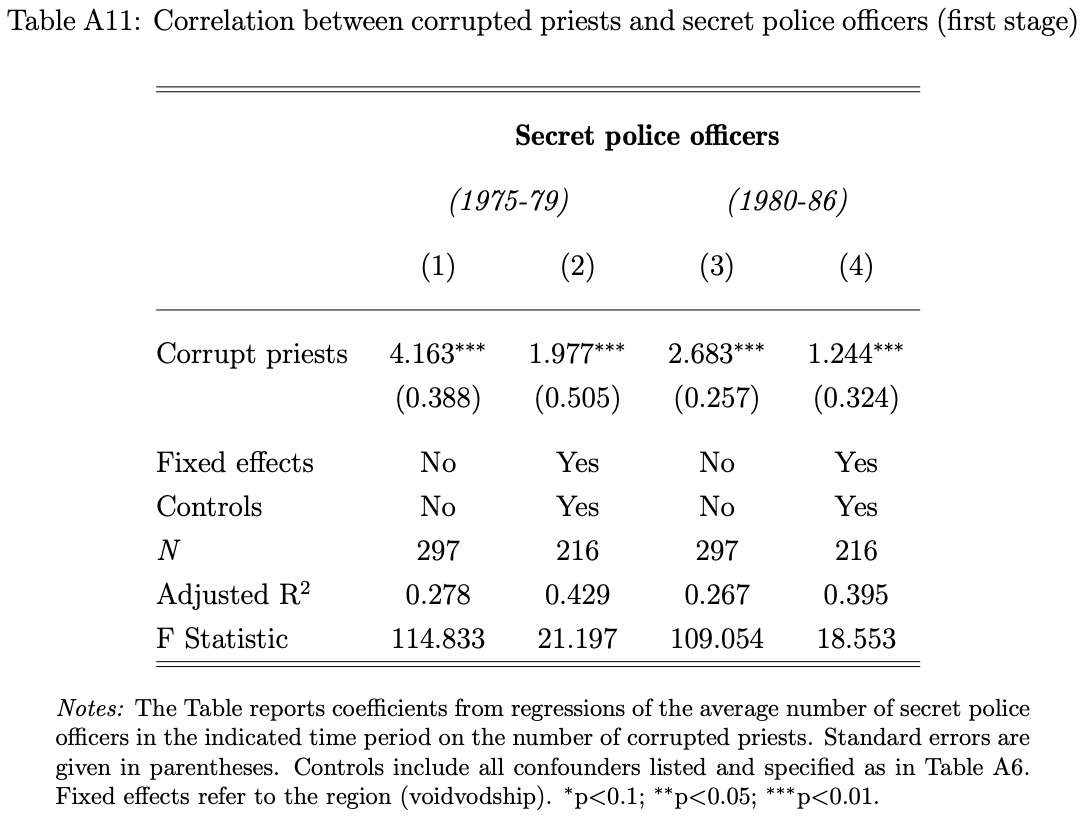 Table A11: Correlation between corrupted priests and secret police officers (first stage)
Secret police officers
(1975-79) (1980-86)
(1) (2) (3) (4)
Corrupt priests 4.163*** 1.977*** 2.683*** 1.244***
(0.388) (0.505) (0.257) (0.324)
Fixed effects No Yes No Yes
Controls No Yes No Yes
N 297 216 297 216
Adjusted R² 0.278 0.429 0.267 0.395
F Statistic 114.833 21.197 109.054 18.553
Notes: The Table reports coefficients from regressions of the average number of secret police
officers in the indicated time period on the number of corrupted priests. Standard errors are
given in parentheses. Controls include all confounders listed and specified as in Table A6.
Fixed effects refer to the region (voidvodship). *p<0.1; **p<0.05; ***p<0.01.